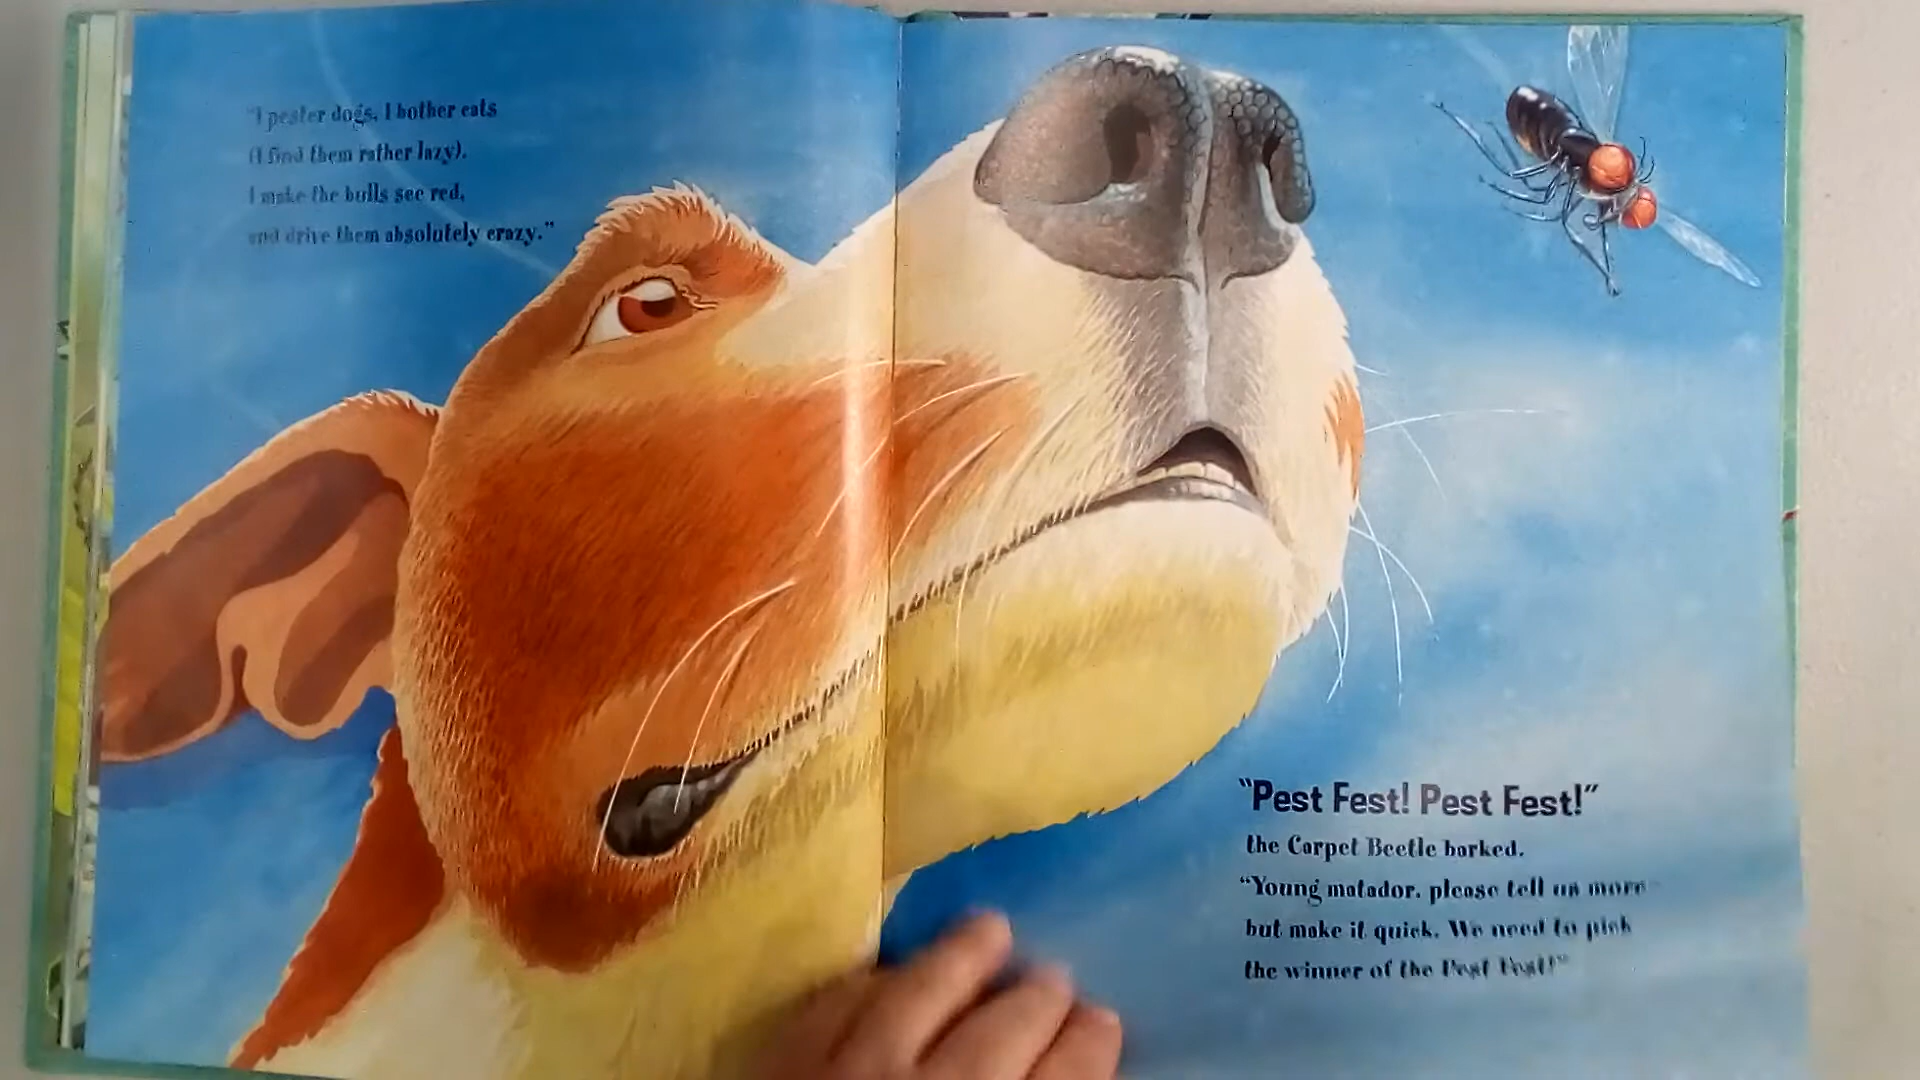 "I pester dogs, I bother cats
(I find them rather lazy).
I make the bulls see red,
and drive them absolutely crazy."
"Pest Fest! Pest Fest!"
the Carpet Beetle barked.
"Young matador, please tell us more—
but make it quick. We need to pick
the winner of the Pest Fest!"